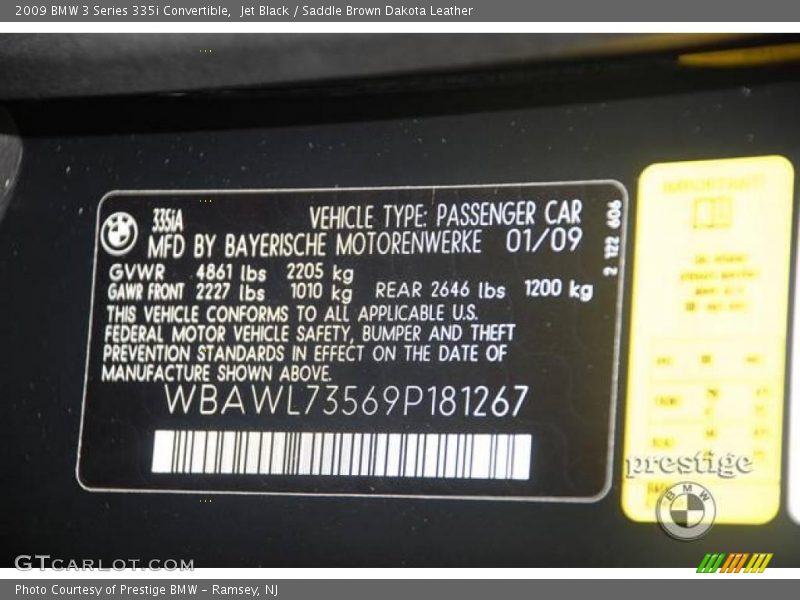 2009 BMW 3 Series 335i Convertible,  Jet Black / Saddle Brown Dakota Leather
335iA
VEHICLE TYPE: PASSENGER CAR
MFD BY BAYERISCHE MOTORENWERKE 01/09
GVWR 4861 lbs 2205 kg
GAWR FRONT 2227 lbs 1010 kg REAR 2646 lbs 1200 kg
THIS VEHICLE CONFORMS TO ALL APPLICABLE U.S.
FEDERAL MOTOR VEHICLE SAFETY, BUMPER AND THEFT
PREVENTION STANDARDS IN EFFECT ON THE DATE OF
MANUFACTURE SHOWN ABOVE.
WBAWL73569P181267
2 122 606
IMPORTANT!
prestige
BMW
GTCARLOT.COM
Photo Courtesy of Prestige BMW – Ramsey, NJ